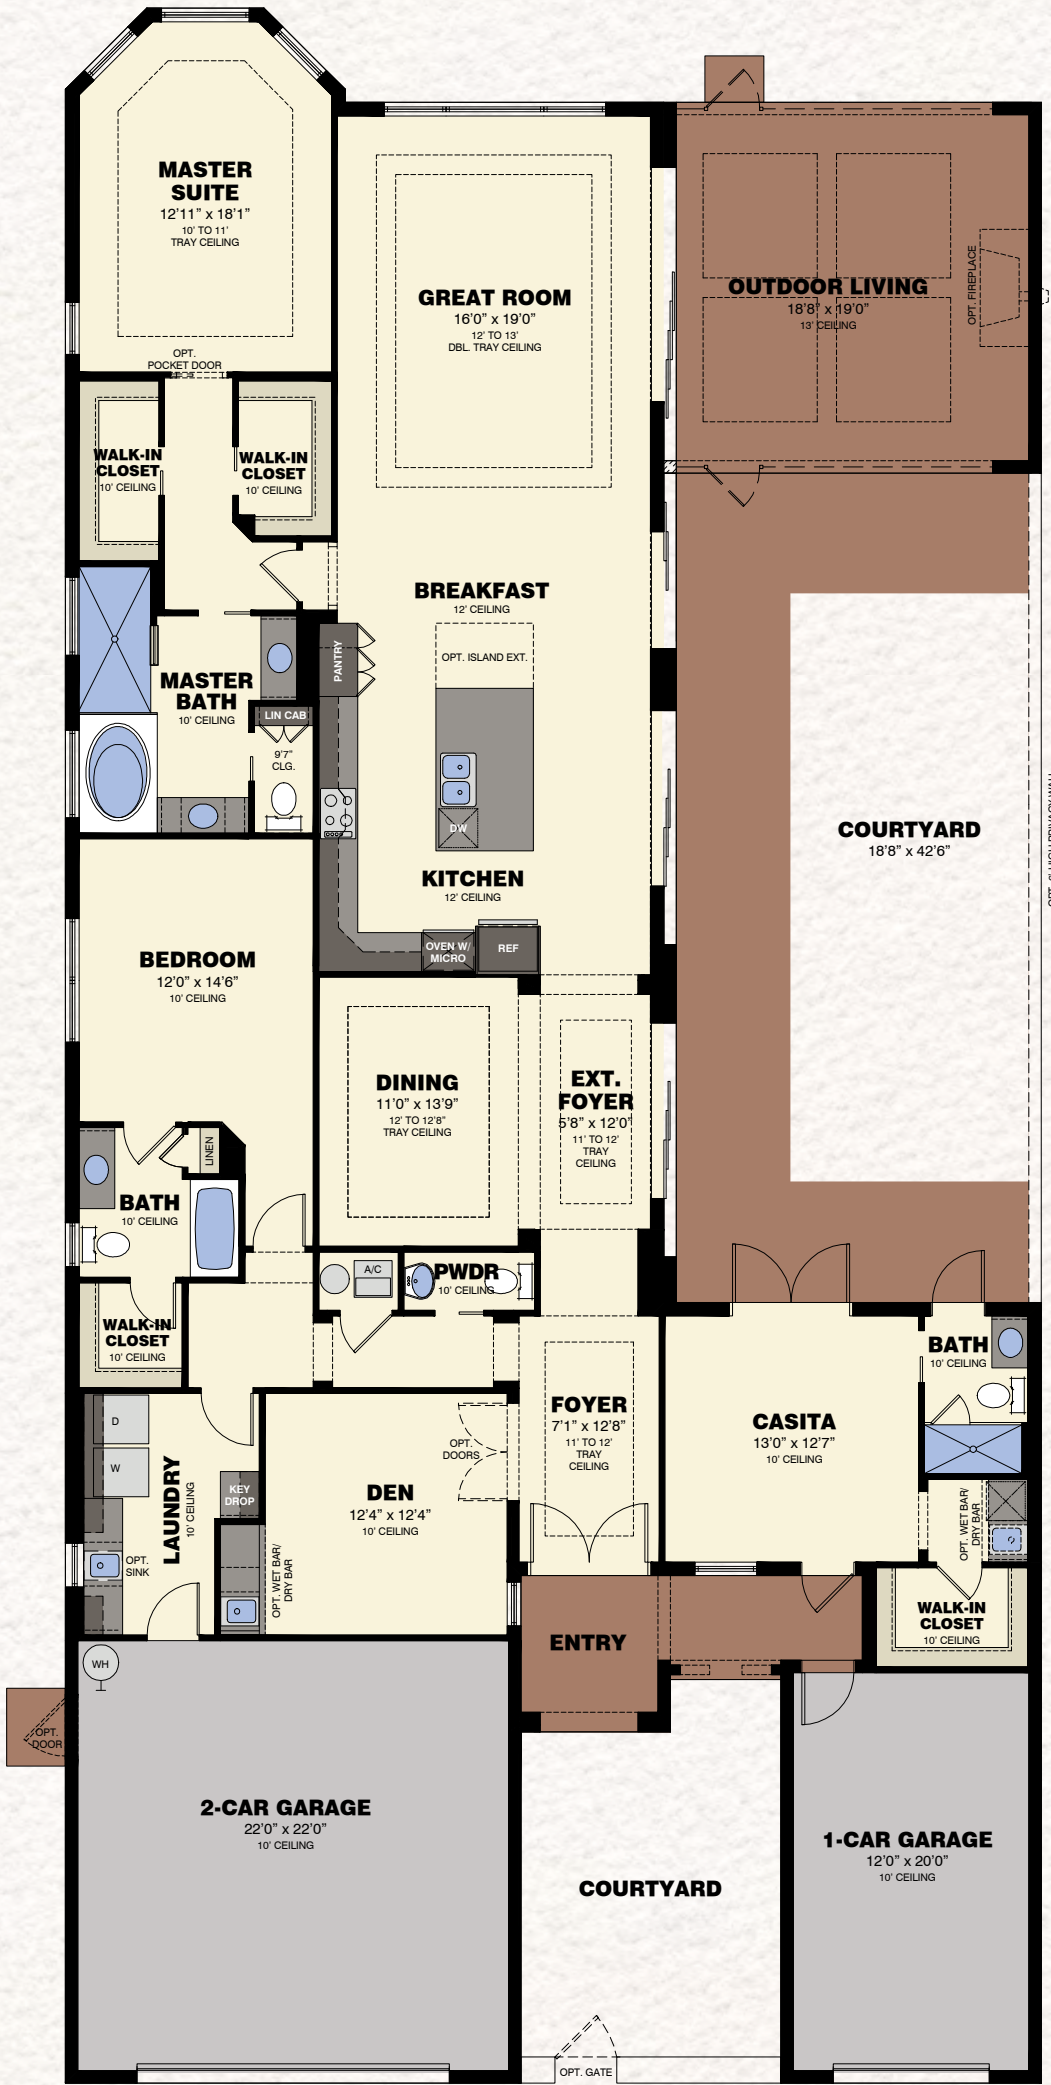 MASTER
SUITE
12'11" x 18'1"
10' TO 11'
TRAY CEILING
OPT.
POCKET DOOR
GREAT ROOM
16'0" x 19'0"
12' TO 13'
DBL. TRAY CEILING
OUTDOOR LIVING
18'8" x 19'0"
13' CEILING
OPT. FIREPLACE
WALK-IN
CLOSET
10' CEILING
WALK-IN
CLOSET
10' CEILING
BREAKFAST
12' CEILING
OPT. ISLAND EXT.
PANTRY
MASTER
BATH
10' CEILING
LIN CAB
9'7"
CLG.
DW
KITCHEN
12' CEILING
OVEN W/
MICRO
REF
COURTYARD
18'8" x 42'6"
BEDROOM
12'0" x 14'6"
10' CEILING
DINING
11'0" x 13'9"
12' TO 12'8"
TRAY CEILING
EXT.
FOYER
5'8" x 12'0"
11' TO 12'
TRAY
CEILING
LINEN
BATH
10' CEILING
A/C
PWDR
10' CEILING
WALK-IN
CLOSET
10' CEILING
BATH
10' CEILING
FOYER
7'1" x 12'8"
11' TO 12'
TRAY
CEILING
CASITA
13'0" x 12'7"
10' CEILING
D
W
LAUNDRY
10' CEILING
KEY
DROP
OPT.
SINK
OPT.
DOORS
DEN
12'4" x 12'4"
10' CEILING
OPT. WET BAR/
DRY BAR
OPT. WET BAR/
DRY BAR
WALK-IN
CLOSET
10' CEILING
ENTRY
WH
OPT.
DOOR
2-CAR GARAGE
22'0" x 22'0"
10' CEILING
1-CAR GARAGE
12'0" x 20'0"
10' CEILING
COURTYARD
OPT. GATE